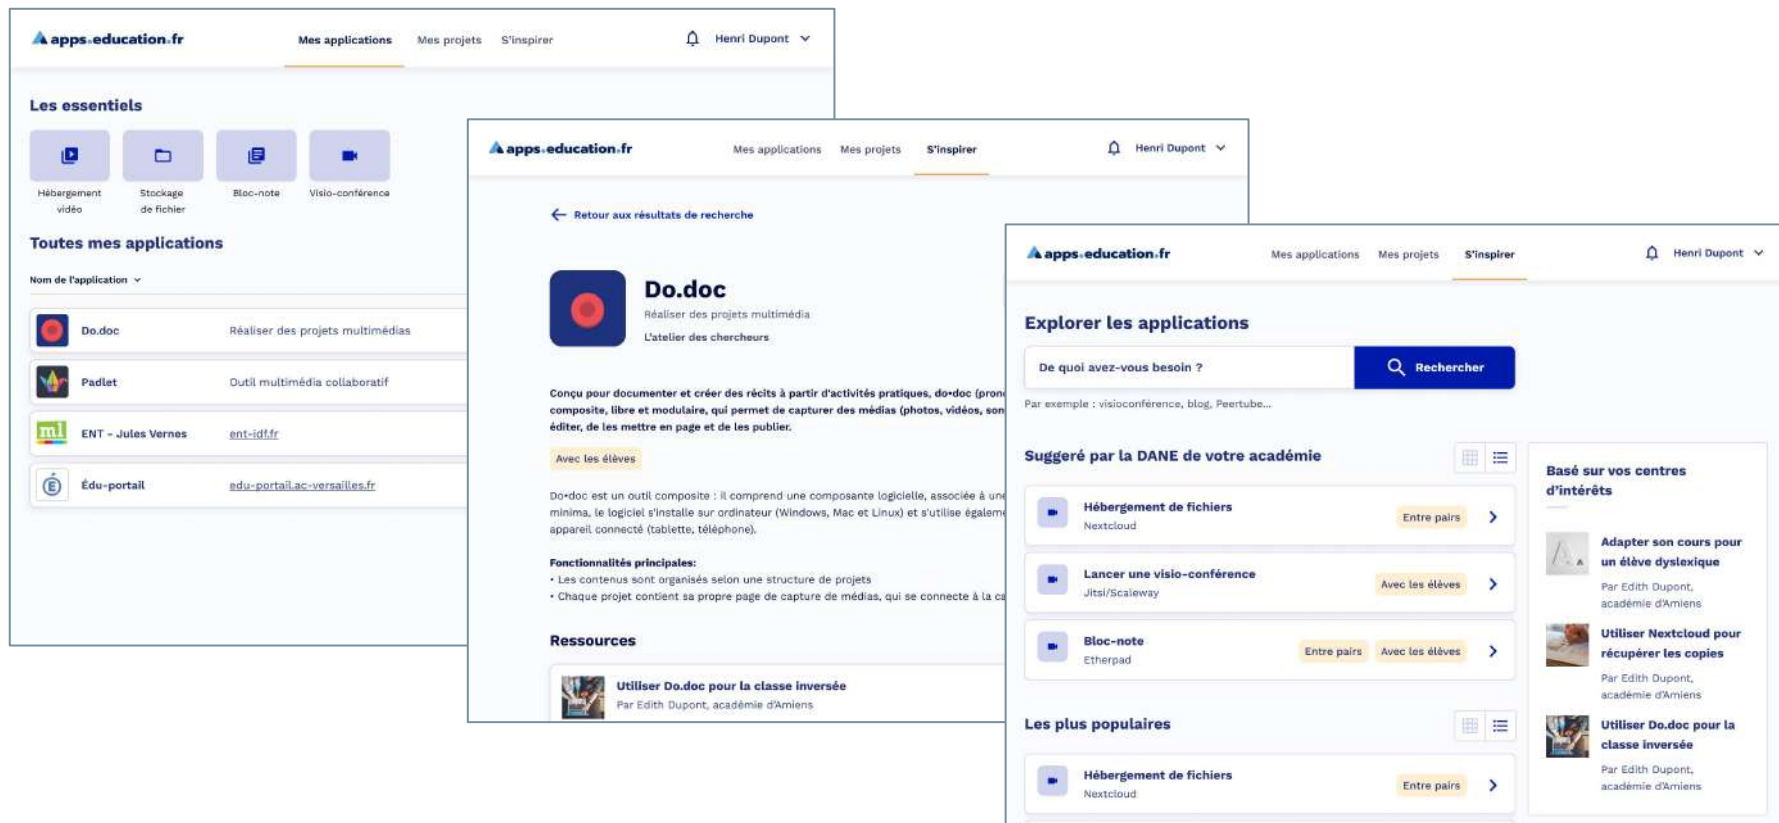 apps.education.fr
Mes applications
Mes projets
S'inspirer
Henri Dupont
Les essentiels
Hébergement
vidéo
Stockage
de fichier
Bloc-note
Visio-conférence
Toutes mes applications
Nom de l'application
Do.doc
Réaliser des projets multimédias
Padlet
Outil multimédia collaboratif
ml
ENT - Jules Vernes
ent-idf.fr
É
Édu-portail
edu-portail.ac-versailles.fr
apps.education.fr
Mes applications
Mes projets
S'inspirer
Henri Dupont
Retour aux résultats de recherche
Do.doc
Réaliser des projets multimédia
L'atelier des chercheurs
Conçu pour documenter et créer des récits à partir d'activités pratiques, do•doc
composite, libre et modulaire, qui permet de capturer des médias (photos, vidéos,
éditer, de les mettre en page et de les publier.
Avec les élèves
Do•doc est un outil composite : il comprend une composante logicielle, associée à
minima, le logiciel s'installe sur ordinateur (Windows, Mac et Linux) et s'utilise
appareil connecté (tablette, téléphone).
Fonctionnalités principales:
• Les contenus sont organisés selon une structure de projets
• Chaque projet contient sa propre page de capture de médias, qui se connecte à la
Ressources
Utiliser Do.doc pour la classe inversée
Par Edith Dupont, académie d'Amiens
apps.education.fr
Mes applications
Mes projets
S'inspirer
Henri Dupont
Explorer les applications
De quoi avez-vous besoin ?
Rechercher
Par exemple : visioconférence, blog, Peertube...
Suggeré par la DANE de votre académie
Hébergement de fichiers
Nextcloud
Entre pairs
Lancer une visio-conférence
Jitsi/Scaleway
Avec les élèves
Bloc-note
Etherpad
Entre pairs
Avec les élèves
Les plus populaires
Hébergement de fichiers
Nextcloud
Entre pairs
Basé sur vos centres
d'intérêts
Adapter son cours pour
un élève dyslexique
Par Edith Dupont,
académie d'Amiens
Utiliser Nextcloud pour
récupérer les copies
Par Edith Dupont,
académie d'Amiens
Utiliser Do.doc pour la
classe inversée
Par Edith Dupont,
académie d'Amiens